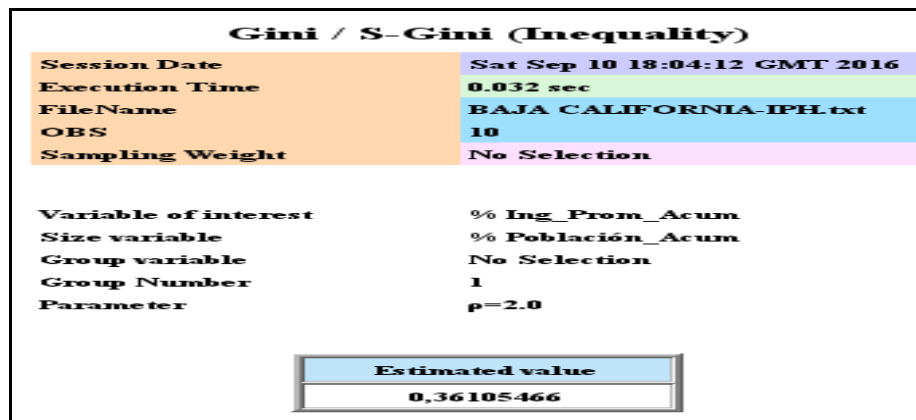 Gini / S-Gini (Inequality)
Session Date Sat Sep 10 18:04:12 GMT 2016
Execution Time 0.032 sec
FileName BAJA CALIFORNIA-IPH.txt
OBS 10
Sampling Weight No Selection
Variable of interest % Ing_Prom_Acum
Size variable % Población_Acum
Group variable No Selection
Group Number 1
Parameter ρ=2.0
Estimated value
0,36105466